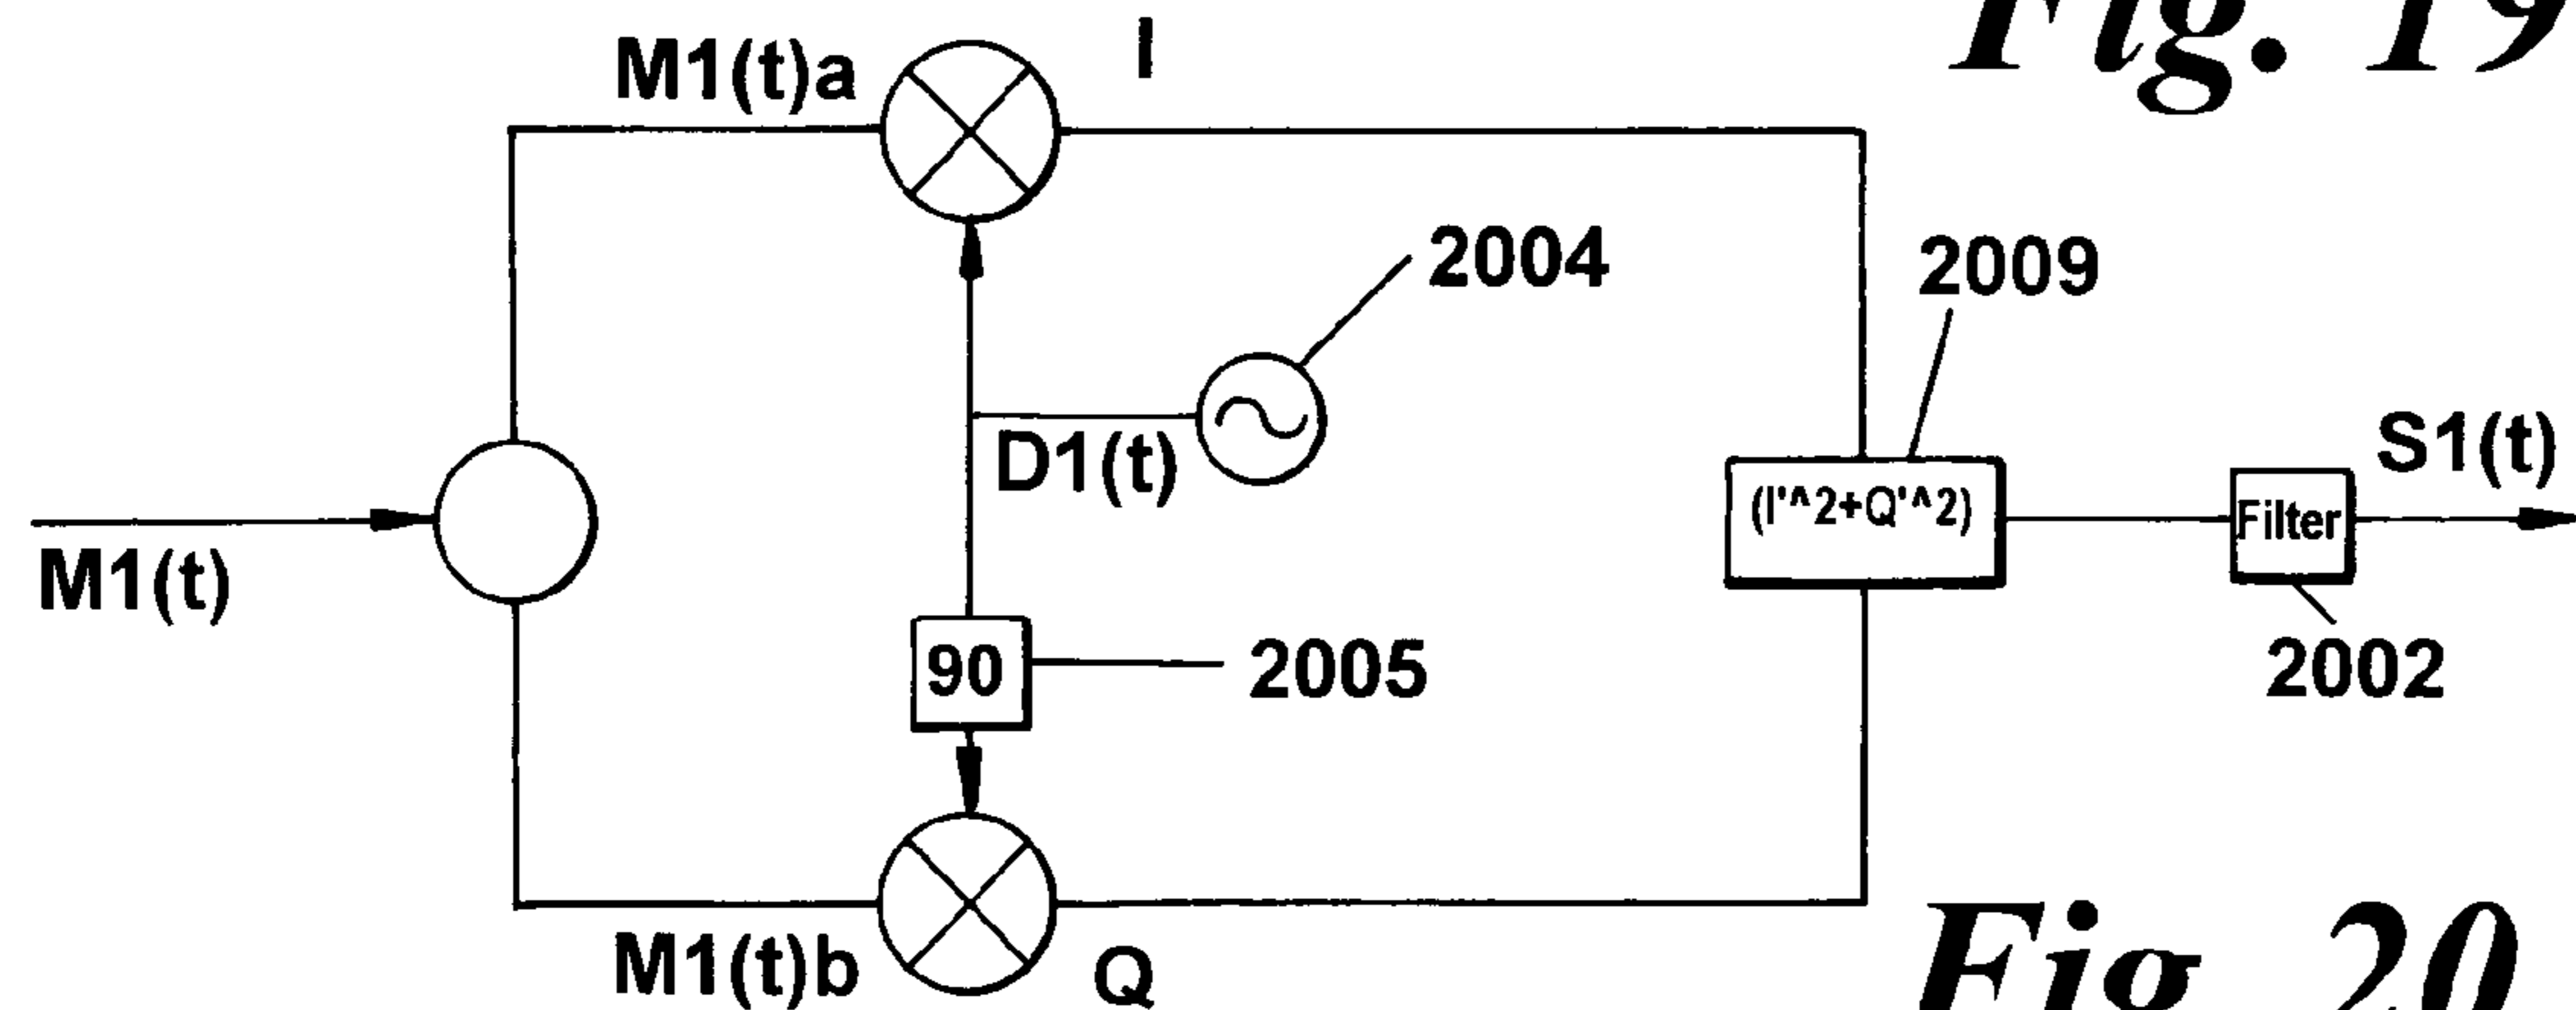 Fig. 19
M1(t)a
I
2004
2009
D1(t)
S1(t)
(I'^2+Q'^2)
Filter
M1(t)
90
2005
2002
M1(t)b
Q
Fig. 20